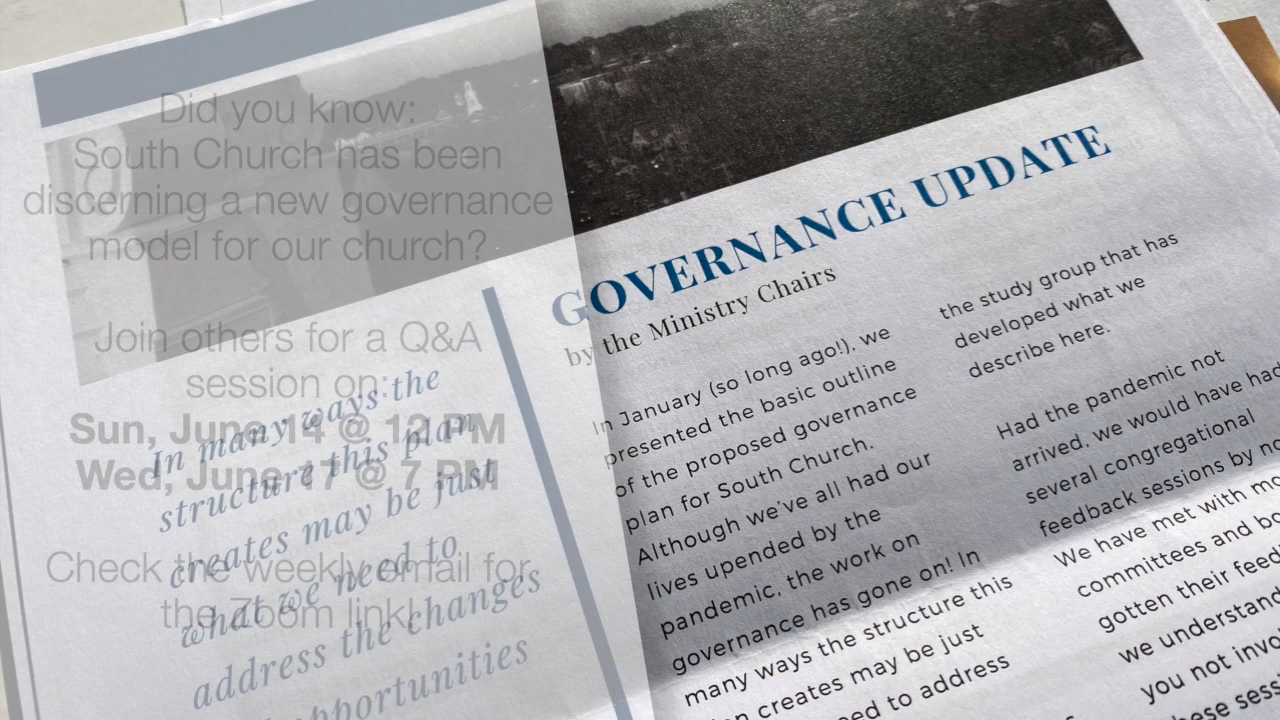 Did you know:
South Church has been
discerning a new governance
model for our church?
Join others for a Q&A
session on:
Sun, June 14 @ 12 PM
Wed, June 17 @ 7 PM
Check the weekly email for
the Zoom link!
In many ways the
structure this plan
creates may be just
what we need to
address the changes
opportunities
GOVERNANCE UPDATE
by the Ministry Chairs
In January (so long ago!), we
presented the basic outline
of the proposed governance
plan for South Church.
Although we've all had our
lives upended by the
pandemic, the work on
governance has gone on! In
many ways the structure this
creates may be just
to address
the study group that has
developed what we
describe here.
Had the pandemic not
arrived, we would have had
several congregational
feedback sessions by
We have met with
committees and
gotten their
we understand
you not